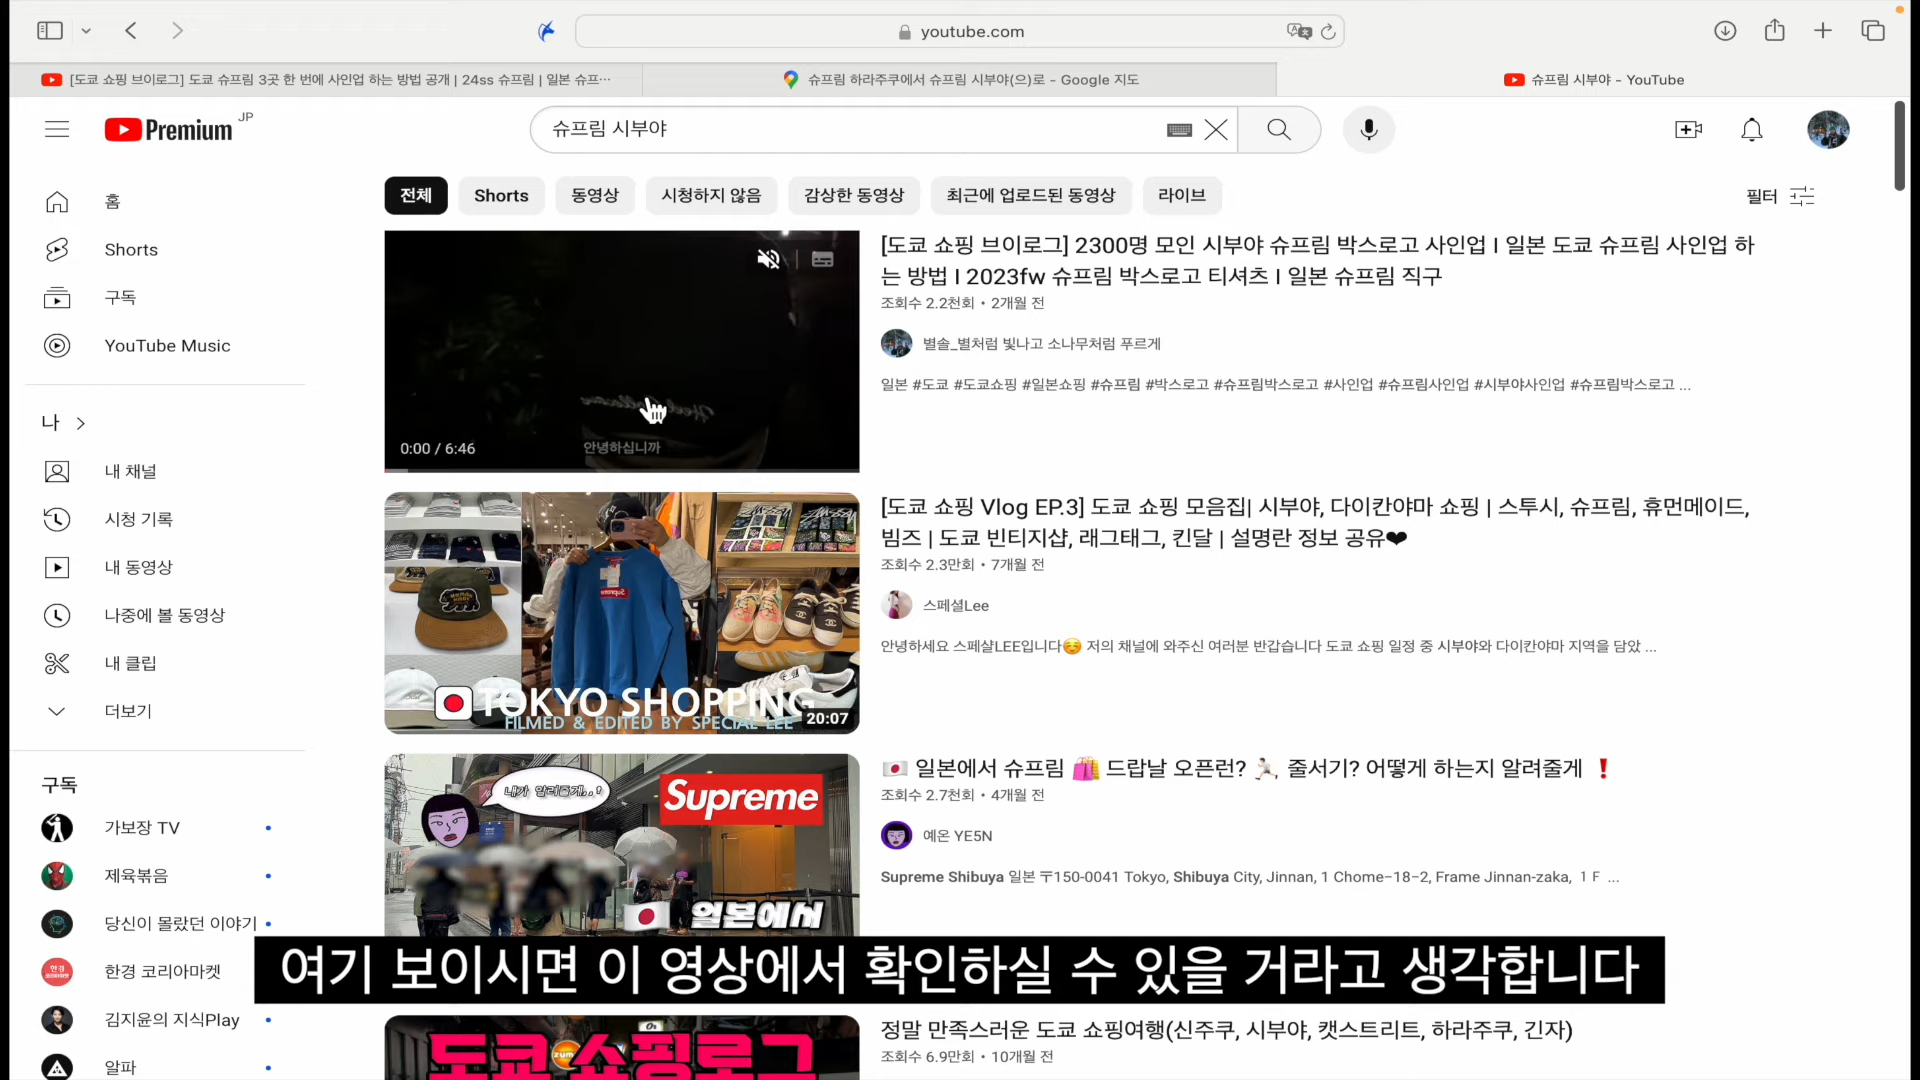 youtube.com
[도쿄 쇼핑 브이로그] 도쿄 슈프림 3곳 한 번에 사인업 하는 방법 공개 | 24ss 슈프림 | 일본 슈프…
슈프림 하라주쿠에서 슈프림 시부야(으)로 - Google 지도
슈프림 시부야 - YouTube
Premium JP
슈프림 시부야
전체
Shorts
동영상
시청하지 않음
감상한 동영상
최근에 업로드된 동영상
라이브
필터
홈
Shorts
구독
YouTube Music
나
내 채널
시청 기록
내 동영상
나중에 볼 동영상
내 클립
더보기
구독
가보장 TV
제육볶음
당신이 몰랐던 이야기
한경 코리아마켓
김지윤의 지식Play
알파
0:00 / 6:46
안녕하십니까
[도쿄 쇼핑 브이로그] 2300명 모인 시부야 슈프림 박스로고 사인업 I 일본 도쿄 슈프림 사인업 하
는 방법 I 2023fw 슈프림 박스로고 티셔츠 I 일본 슈프림 직구
조회수 2.2천회 • 2개월 전
별솔_별처럼 빛나고 소나무처럼 푸르게
일본 #도쿄 #도쿄쇼핑 #일본쇼핑 #슈프림 #박스로고 #슈프림박스로고 #사인업 #슈프림사인업 #시부야사인업 #슈프림박스로고 ...
TOKYO SHOPPING
FILMED & EDITED BY SPECIAL LEE
20:07
[도쿄 쇼핑 Vlog EP.3] 도쿄 쇼핑 모음집| 시부야, 다이칸야마 쇼핑 | 스투시, 슈프림, 휴먼메이드,
빔즈 | 도쿄 빈티지샵, 래그태그, 킨달 | 설명란 정보 공유❤
조회수 2.3만회 • 7개월 전
스페셜Lee
안녕하세요 스페샬LEE입니다☺️ 저의 채널에 와주신 여러분 반갑습니다 도쿄 쇼핑 일정 중 시부야와 다이칸야마 지역을 담았 ...
내가 알려줄게..!
Supreme
일본에서
🇯🇵 일본에서 슈프림 🛍️ 드랍날 오픈런? 🏃🏻 줄서기? 어떻게 하는지 알려줄게 ❗
조회수 2.7천회 • 4개월 전
예온 YE5N
Supreme Shibuya 일본 〒150-0041 Tokyo, Shibuya City, Jinnan, 1 Chome−18−2, Frame Jinnan-zaka, １Ｆ ...
여기 보이시면 이 영상에서 확인하실 수 있을 거라고 생각합니다
도쿄 쇼핑로그
정말 만족스러운 도쿄 쇼핑여행(신주쿠, 시부야, 캣스트리트, 하라주쿠, 긴자)
조회수 6.9만회 • 10개월 전